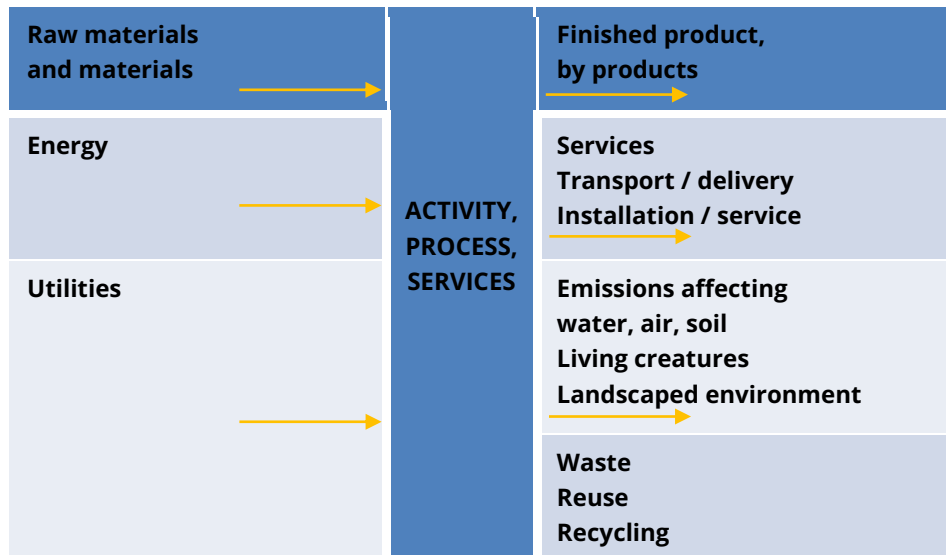 Raw materials
and materials
Finished product,
by products
Energy
ACTIVITY,
PROCESS,
SERVICES
Services
Transport / delivery
Installation / service
Utilities
Emissions affecting
water, air, soil
Living creatures
Landscaped environment
Waste
Reuse
Recycling